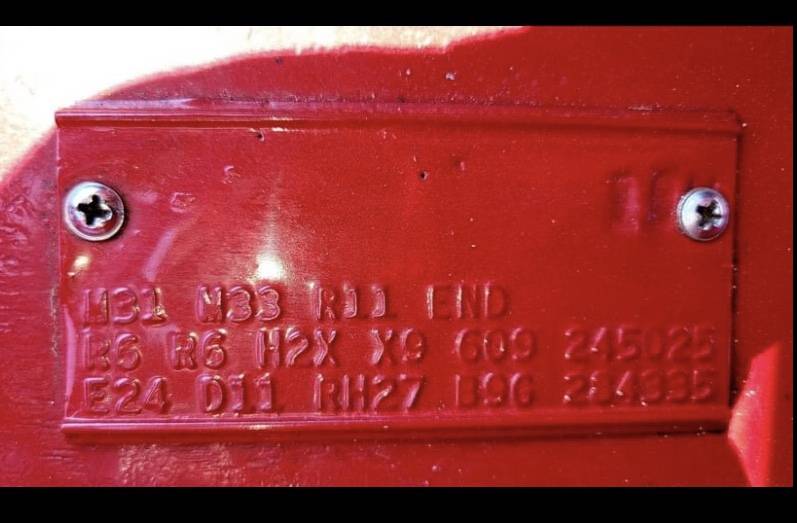 M31 M33 R11 END
R6 R6 H2X X9 609 245025
E24 D11 RH27 B9G 284335